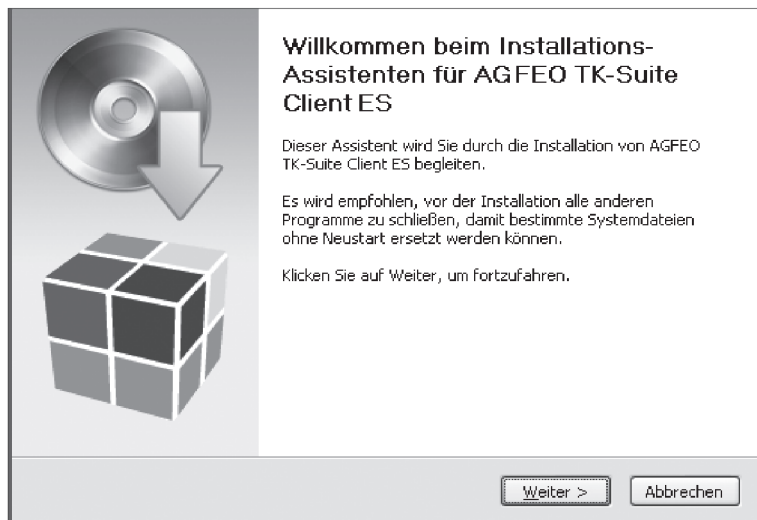 Willkommen beim Installations-
Assistenten für AGFEO TK-Suite
Client ES
Dieser Assistent wird Sie durch die Installation von AGFEO
TK-Suite Client ES begleiten.
Es wird empfohlen, vor der Installation alle anderen
Programme zu schließen, damit bestimmte Systemdateien
ohne Neustart ersetzt werden können.
Klicken Sie auf Weiter, um fortzufahren.
Weiter >
Abbrechen